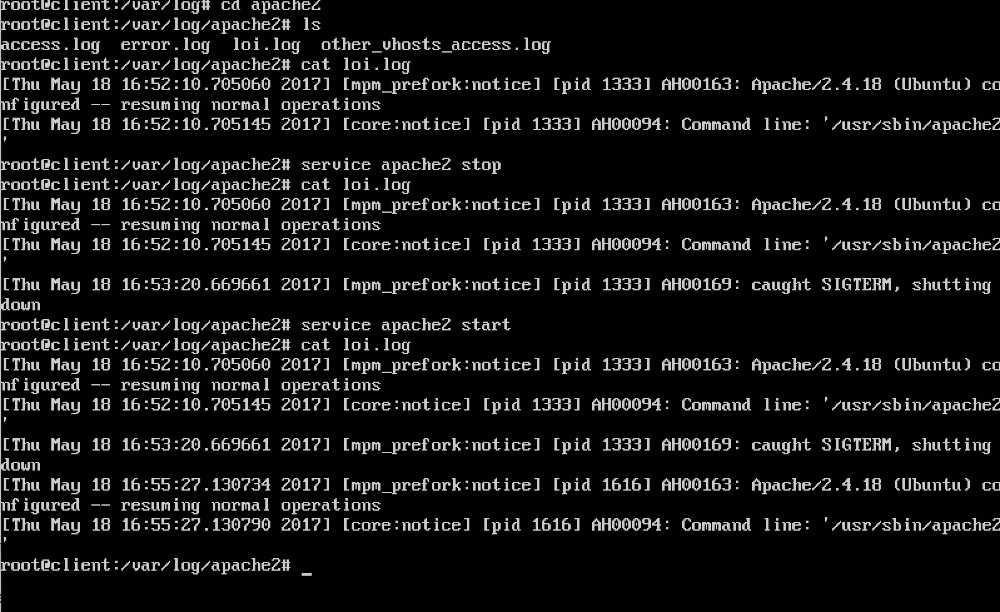 root@client:/var/log# cd apache2
root@client:/var/log/apache2# ls
access.log  error.log  loi.log  other_vhosts_access.log
root@client:/var/log/apache2# cat loi.log
[Thu May 18 16:52:10.705060 2017] [mpm_prefork:notice] [pid 1333] AH00163: Apache/2.4.18 (Ubuntu) co
nfigured -- resuming normal operations
[Thu May 18 16:52:10.705145 2017] [core:notice] [pid 1333] AH00094: Command line: '/usr/sbin/apache2
'
root@client:/var/log/apache2# service apache2 stop
root@client:/var/log/apache2# cat loi.log
[Thu May 18 16:52:10.705060 2017] [mpm_prefork:notice] [pid 1333] AH00163: Apache/2.4.18 (Ubuntu) co
nfigured -- resuming normal operations
[Thu May 18 16:52:10.705145 2017] [core:notice] [pid 1333] AH00094: Command line: '/usr/sbin/apache2
'
[Thu May 18 16:53:20.669661 2017] [mpm_prefork:notice] [pid 1333] AH00169: caught SIGTERM, shutting
down
root@client:/var/log/apache2# service apache2 start
root@client:/var/log/apache2# cat loi.log
[Thu May 18 16:52:10.705060 2017] [mpm_prefork:notice] [pid 1333] AH00163: Apache/2.4.18 (Ubuntu) co
nfigured -- resuming normal operations
[Thu May 18 16:52:10.705145 2017] [core:notice] [pid 1333] AH00094: Command line: '/usr/sbin/apache2
'
[Thu May 18 16:53:20.669661 2017] [mpm_prefork:notice] [pid 1333] AH00169: caught SIGTERM, shutting
down
[Thu May 18 16:55:27.130734 2017] [mpm_prefork:notice] [pid 1616] AH00163: Apache/2.4.18 (Ubuntu) co
nfigured -- resuming normal operations
[Thu May 18 16:55:27.130790 2017] [core:notice] [pid 1616] AH00094: Command line: '/usr/sbin/apache2
'
root@client:/var/log/apache2# _